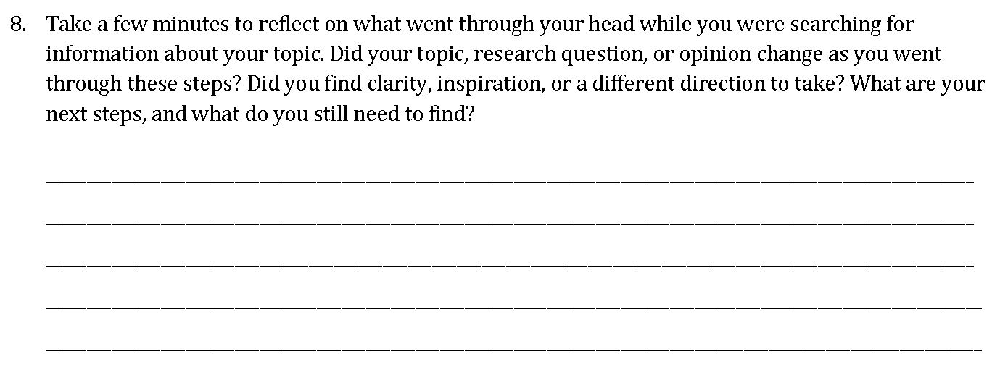 8. Take a few minutes to reflect on what went through your head while you were searching for
information about your topic. Did your topic, research question, or opinion change as you went
through these steps? Did you find clarity, inspiration, or a different direction to take? What are your
next steps, and what do you still need to find?